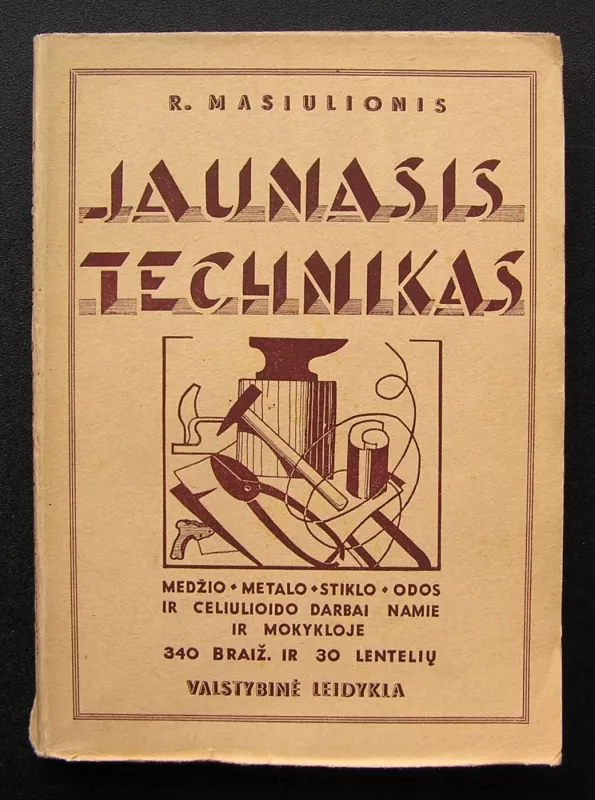 R. MASIULIONIS
JAUNASIS
TECHNIKAS
MEDŽIO • METALO • STIKLO • ODOS
IR CELIULIOIDO DARBAI NAMIE
IR MOKYKLOJE
340 BRAIŽ. IR 30 LENTELIŲ
VALSTYBINĖ LEIDYKLA